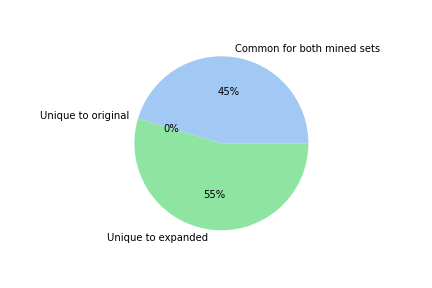 Common for both mined sets
45%
Unique to original
0%
55%
Unique to expanded